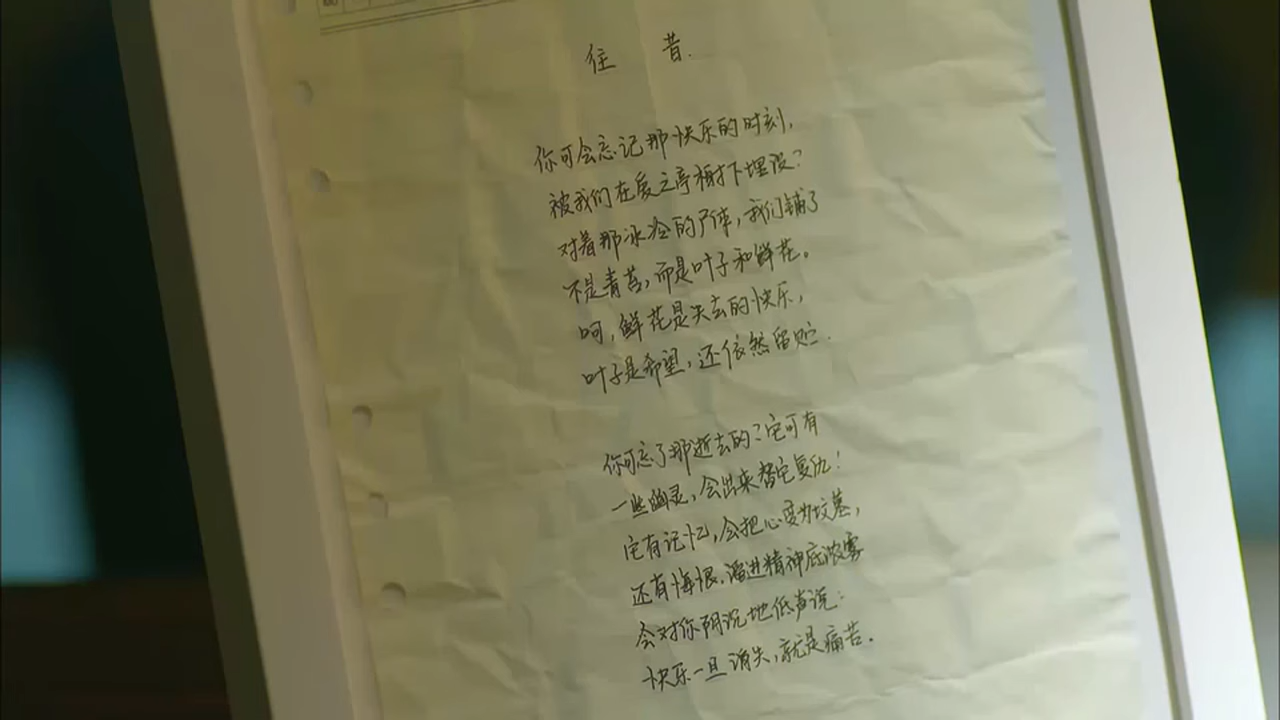 往 昔.
你可会忘记那快乐的时刻,
被我们在爱之亭榭下埋没?
对着那冰冷的尸体,我们铺了
不是青苔,而是叶子和鲜花。
呵,鲜花是失去的快乐,
叶子是希望,还依然留贮.
你可忘了那逝去的?它可有
一些幽灵,会出来替它复仇!
它有记忆,会把心变为坟墓,
还有悔恨,溜进精神底浓雾
会对你阴沉地低声说:
快乐一旦消失,就是痛苦.